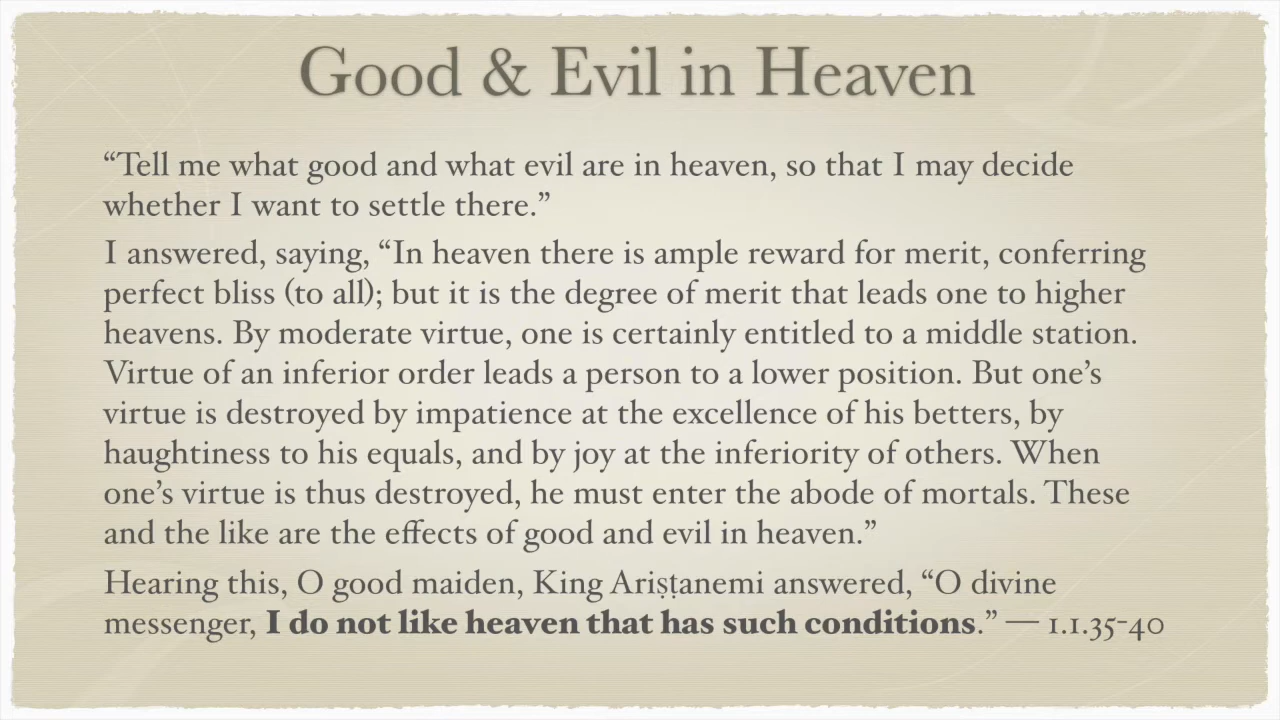 Good & Evil in Heaven
“Tell me what good and what evil are in heaven, so that I may decide
whether I want to settle there.”
I answered, saying, “In heaven there is ample reward for merit, conferring
perfect bliss (to all); but it is the degree of merit that leads one to higher
heavens. By moderate virtue, one is certainly entitled to a middle station.
Virtue of an inferior order leads a person to a lower position. But one’s
virtue is destroyed by impatience at the excellence of his betters, by
haughtiness to his equals, and by joy at the inferiority of others. When
one’s virtue is thus destroyed, he must enter the abode of mortals. These
and the like are the effects of good and evil in heaven.”
Hearing this, O good maiden, King Ariṣṭanemi answered, “O divine
messenger, I do not like heaven that has such conditions.” — 1.1.35-40